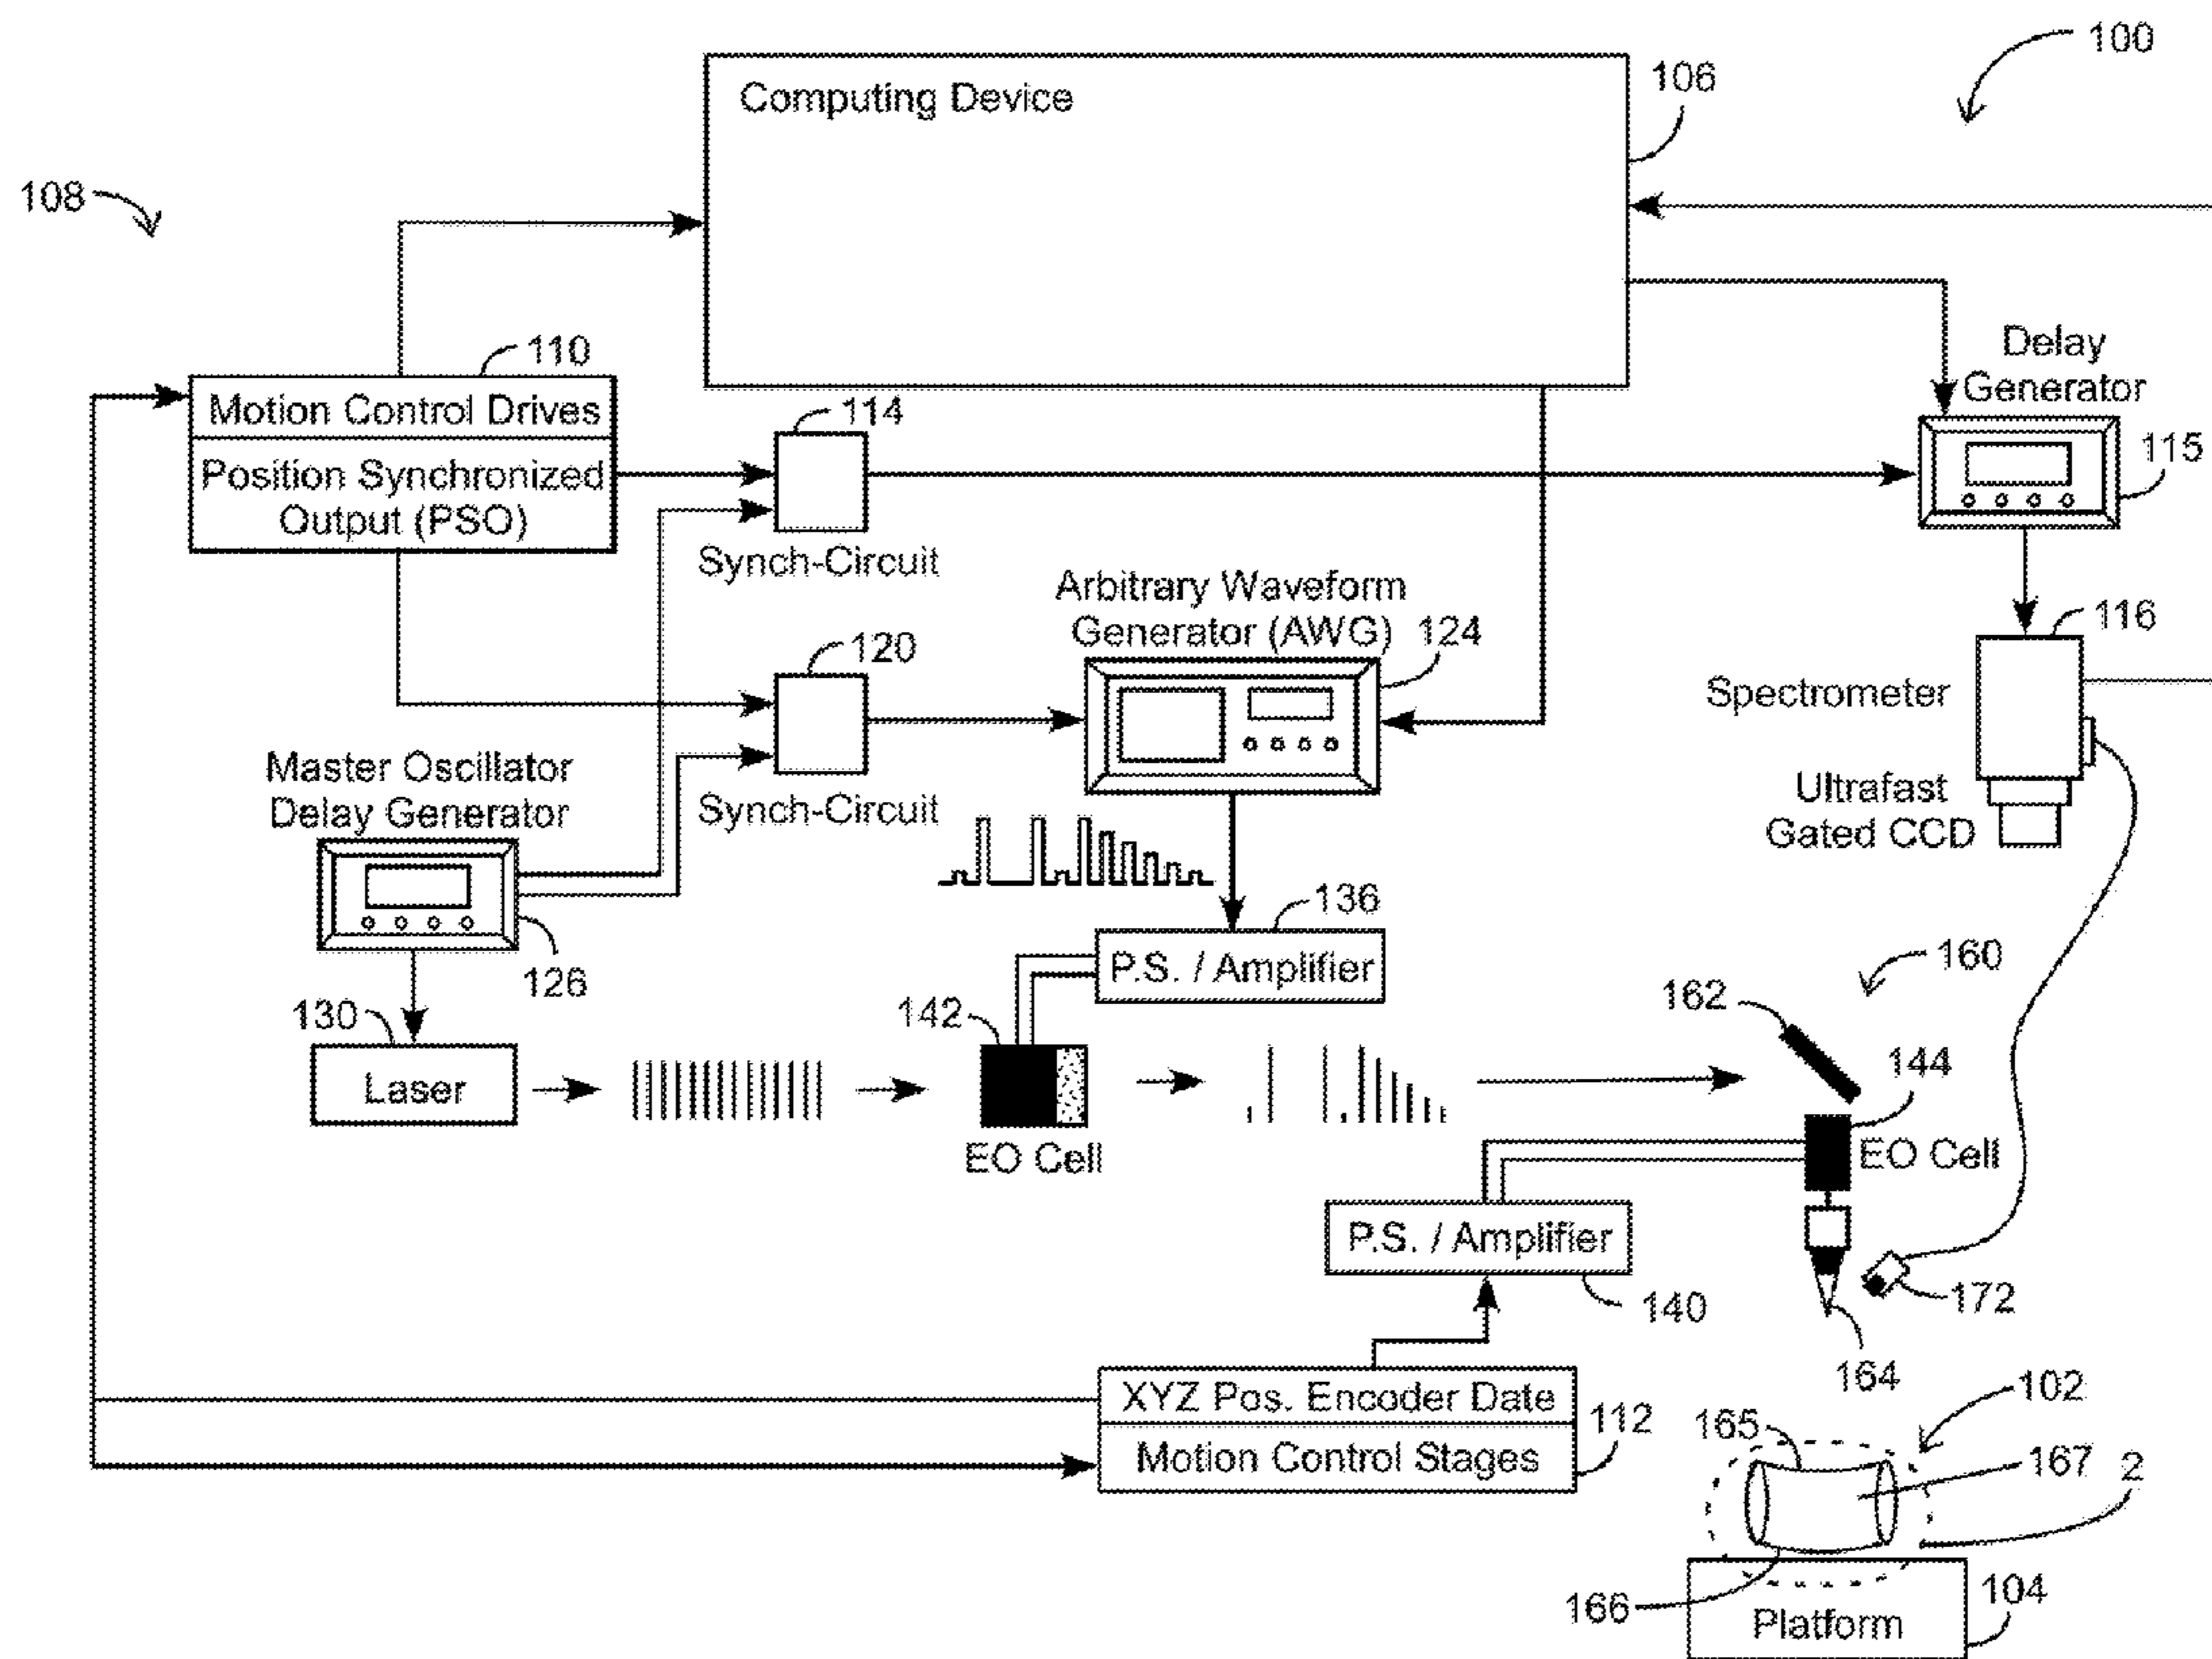 100
Computing Device
106
108
110
Motion Control Drives
Position Synchronized
Output (PSO)
114
Synch-Circuit
Delay
Generator
115
Arbitrary Waveform
Generator (AWG)
124
116
Spectrometer
Ultrafast
Gated CCD
120
Synch-Circuit
Master Oscillator
Delay Generator
126
136
P.S. / Amplifier
130
Laser
142
EO Cell
160
162
144
EO Cell
P.S. / Amplifier
140
172
164
XYZ Pos. Encoder Date
Motion Control Stages
112
102
165
167
2
166
104
Platform